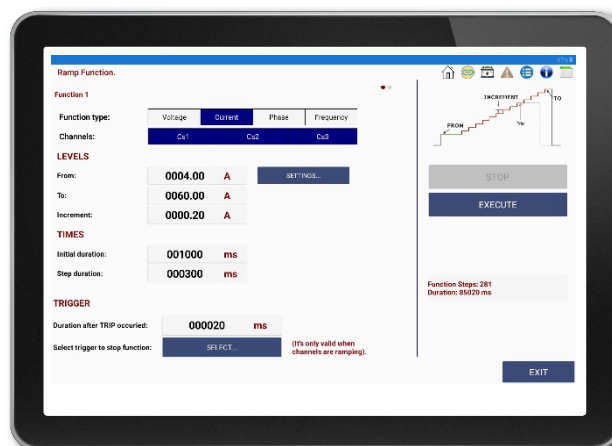 87%
Ramp Function.
Function 1
Function type:
Voltage
Current
Phase
Frequency
Channels:
Cu1
Cu2
Cu3
LEVELS
From:
0004.00 A
SETTINGS...
To:
0060.00 A
Increment:
0000.20 A
TIMES
Initial duration:
001000 ms
Step duration:
000300 ms
TRIGGER
Duration after TRIP occuried:
000020 ms
Select trigger to stop function:
SELECT...
(It's only valid when
channels are ramping).
INCREMENT
TO
FROM
Trip
STOP
EXECUTE
Function Steps: 281
Duration: 85020 ms
EXIT